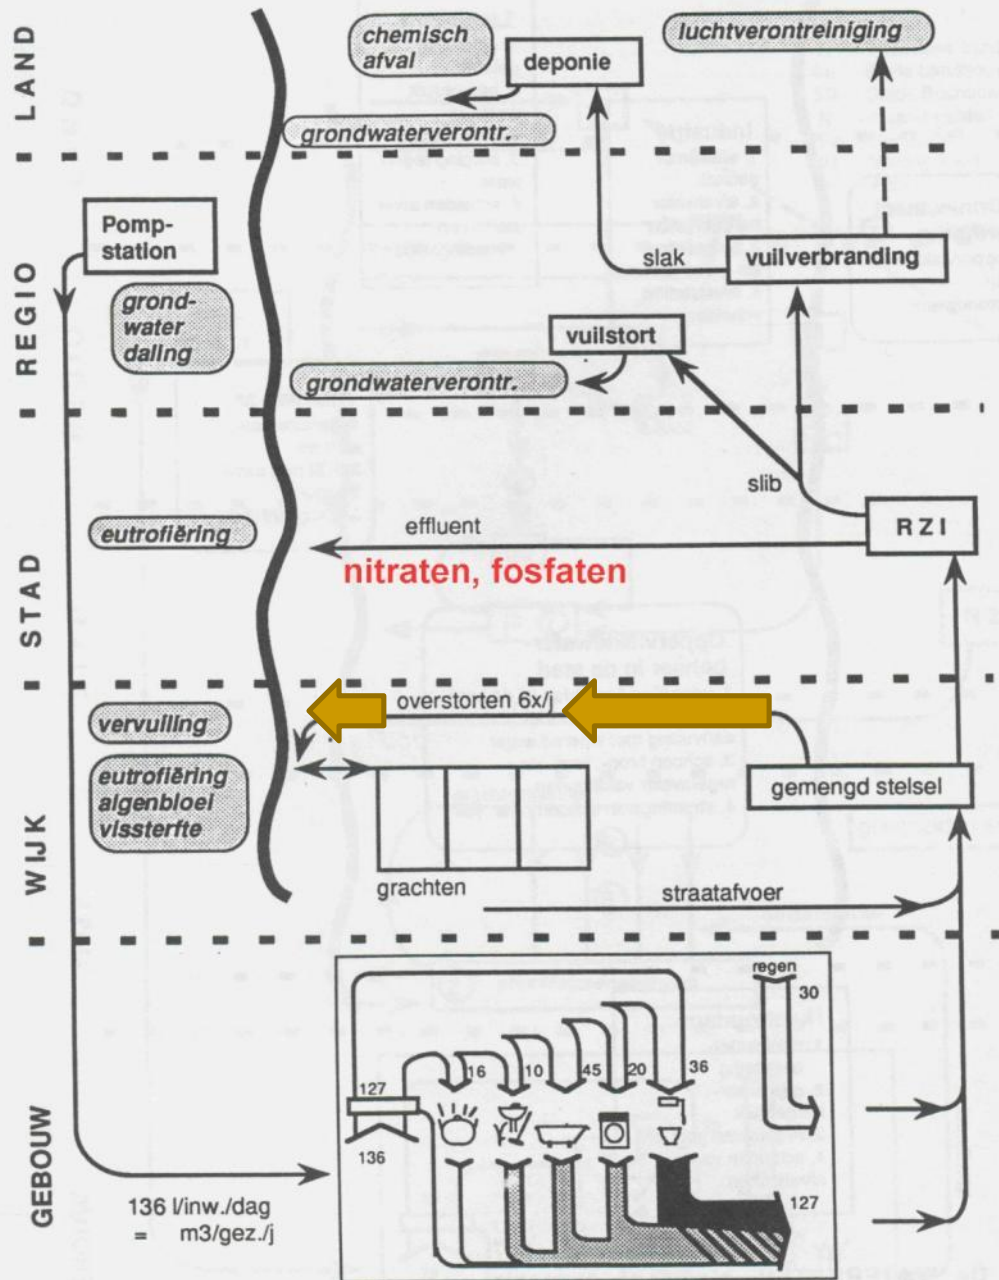 LAND
chemisch
afval
deponie
luchtverontreiniging
grondwaterverontr.
REGIO
Pomp-
station
grond-
water
daling
slak
vuilverbranding
vuilstort
grondwaterverontr.
STAD
slib
eutrofiëring
effluent
RZI
nitraten, fosfaten
WIJK
vervuiling
overstorten 6x/j
eutrofiëring
algenbloei
vissterfte
gemengd stelsel
grachten
straatafvoer
GEBOUW
regen
30
16
10
45
20
36
127
136
127
136 l/inw./dag
= m3/gez./j